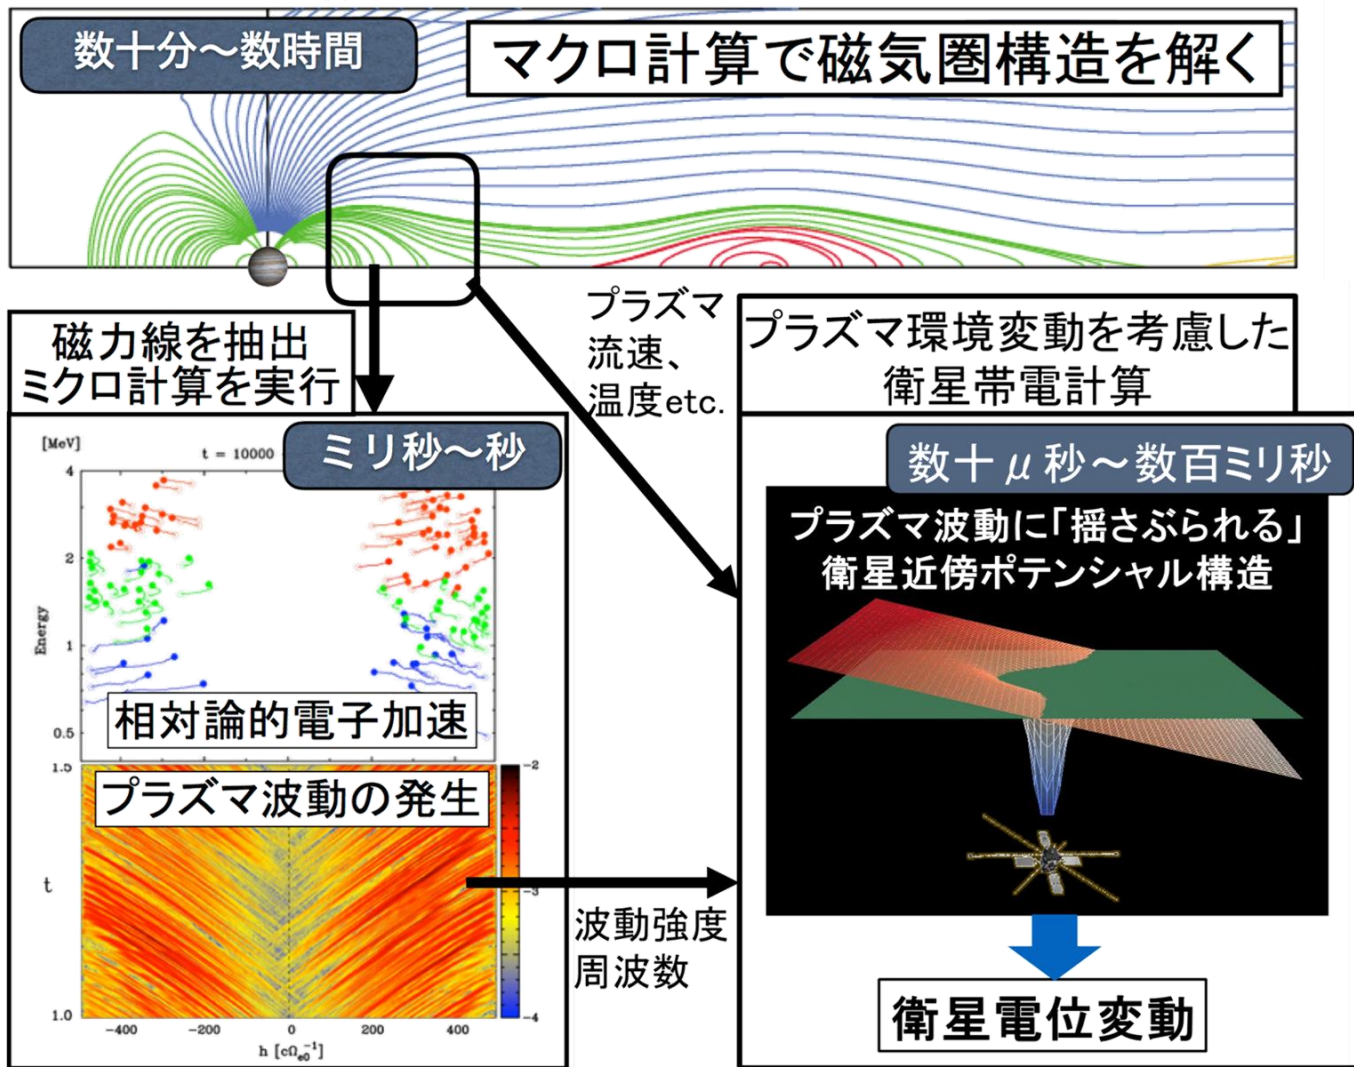 数十分～数時間
マクロ計算で磁気圏構造を解く
磁力線を抽出
ミクロ計算を実行
プラズマ
流速、
温度etc.
プラズマ環境変動を考慮した
衛星帯電計算
[MeV]
t = 10000
ミリ秒～秒
4
2
1
0.5
Energy
相対論的電子加速
プラズマ波動の発生
1.5
t
1.0
-2
-3
-4
-400
-200
0
200
400
h [cΩe0^-1]
波動強度
周波数
数十μ秒～数百ミリ秒
プラズマ波動に「揺さぶられる」
衛星近傍ポテンシャル構造
衛星電位変動